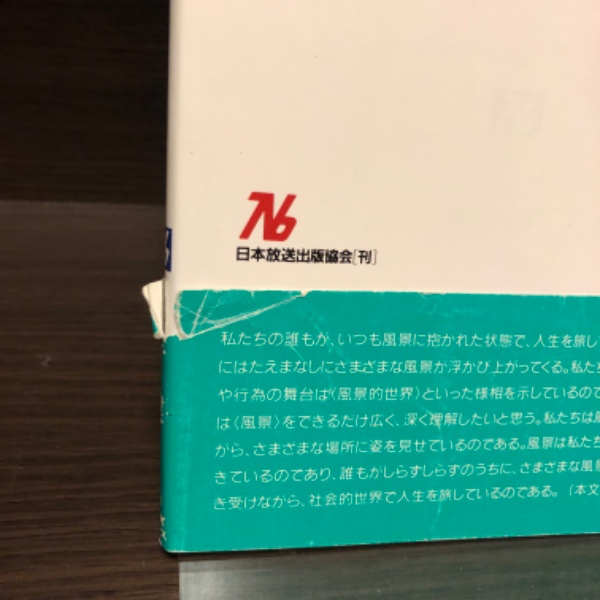 日本放送出版協会[刊]
私たちの誰もが、いつも風景に抱かれた状態で、人生を旅し
にはたえまなしにさまざまな風景が浮かび上がってくる。私た
や行為の舞台は〈風景的世界〉といった様相を示しているので
は〈風景〉をできるだけ広く、深く理解したいと思う。私たちは風
がら、さまざまな場所に姿を見せているのである。風景は私たち
きているのであり、誰もがしらずしらずのうちに、さまざまな風景
き受けながら、社会的世界で人生を旅しているのである。（本文